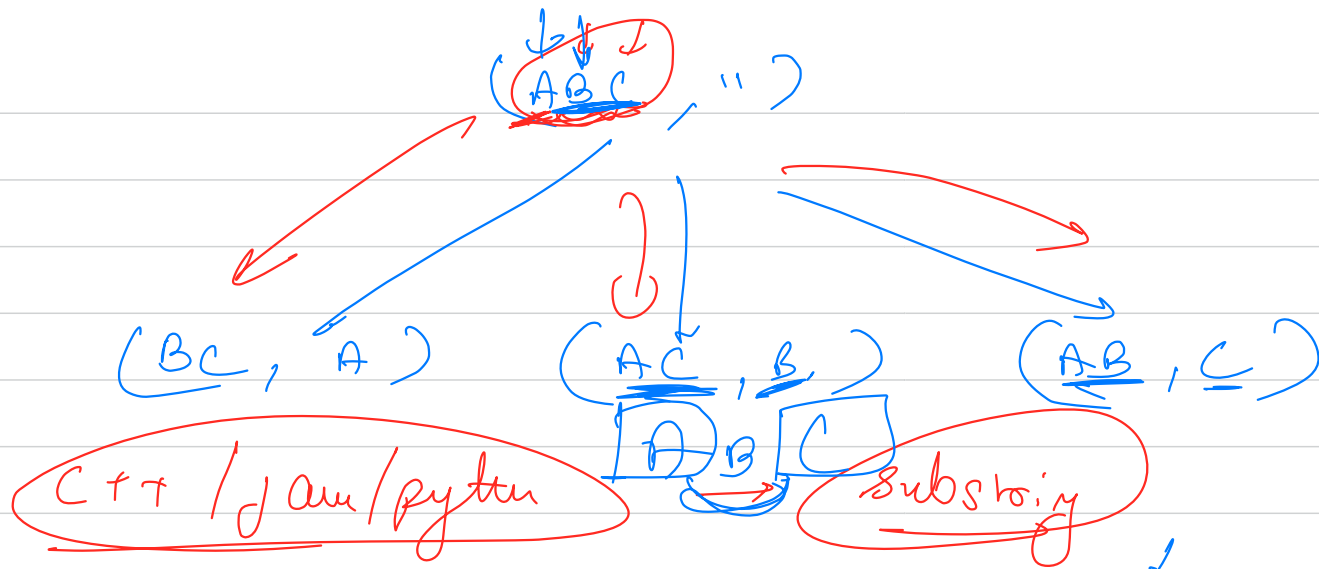 (ABC, " )
(BC, A) (AC, B,) (AB, C)
A B C
C++ / java / python substring